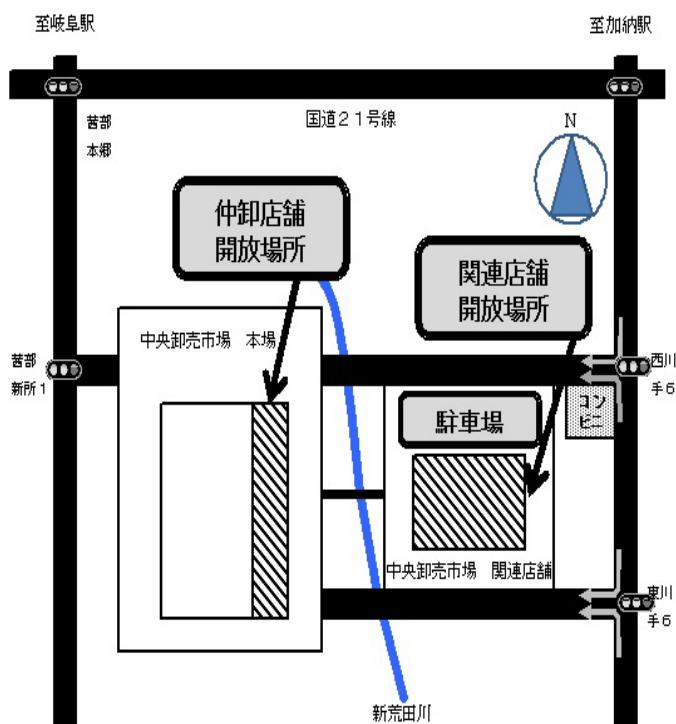 至岐阜駅
至加納駅
国道21号線
茜部
本郷
N
仲卸店舗
開放場所
関連店舗
開放場所
中央卸売市場 本場
茜部
新所1
西川
手6
コン
ビニ
駐車場
中央卸売市場 関連店舗
東川
手6
新荒田川